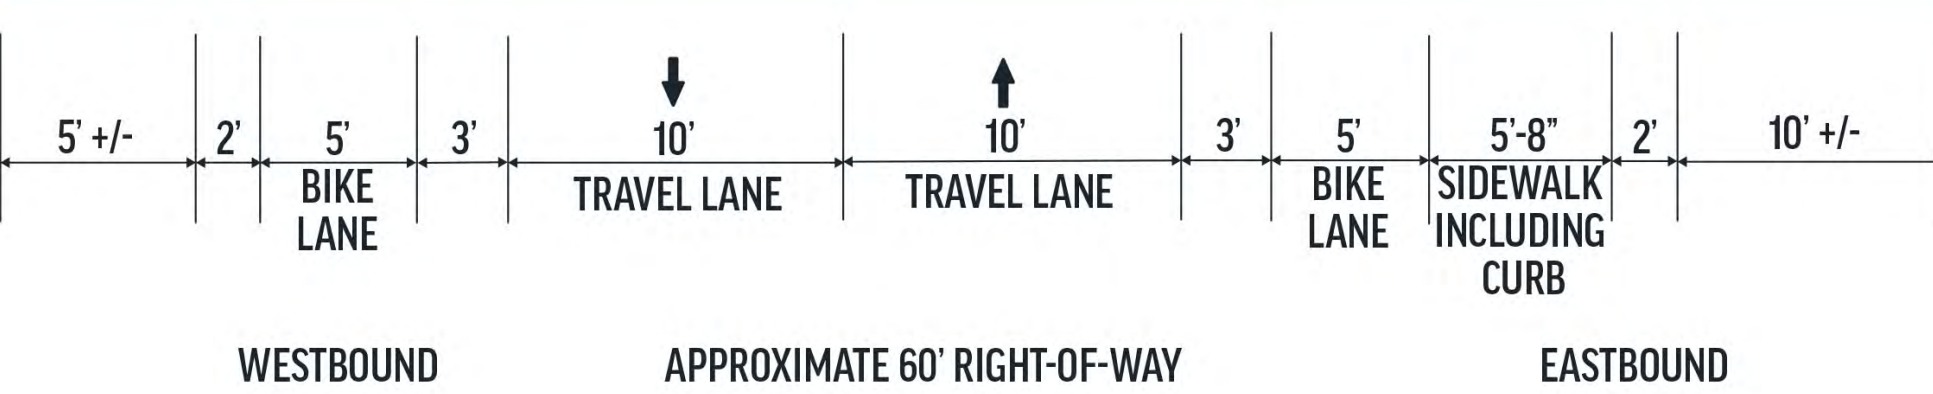 5’ +/-
2’
5’
3’
10’
10’
3’
5’
5’-8”
2’
10’ +/-
BIKE
LANE
TRAVEL LANE
TRAVEL LANE
BIKE
LANE
SIDEWALK
INCLUDING
CURB
WESTBOUND
APPROXIMATE 60’ RIGHT-OF-WAY
EASTBOUND